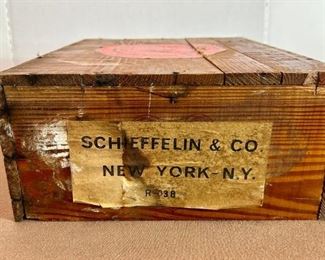 SCHIEFFELIN & CO.
NEW YORK-N.Y.
R-038